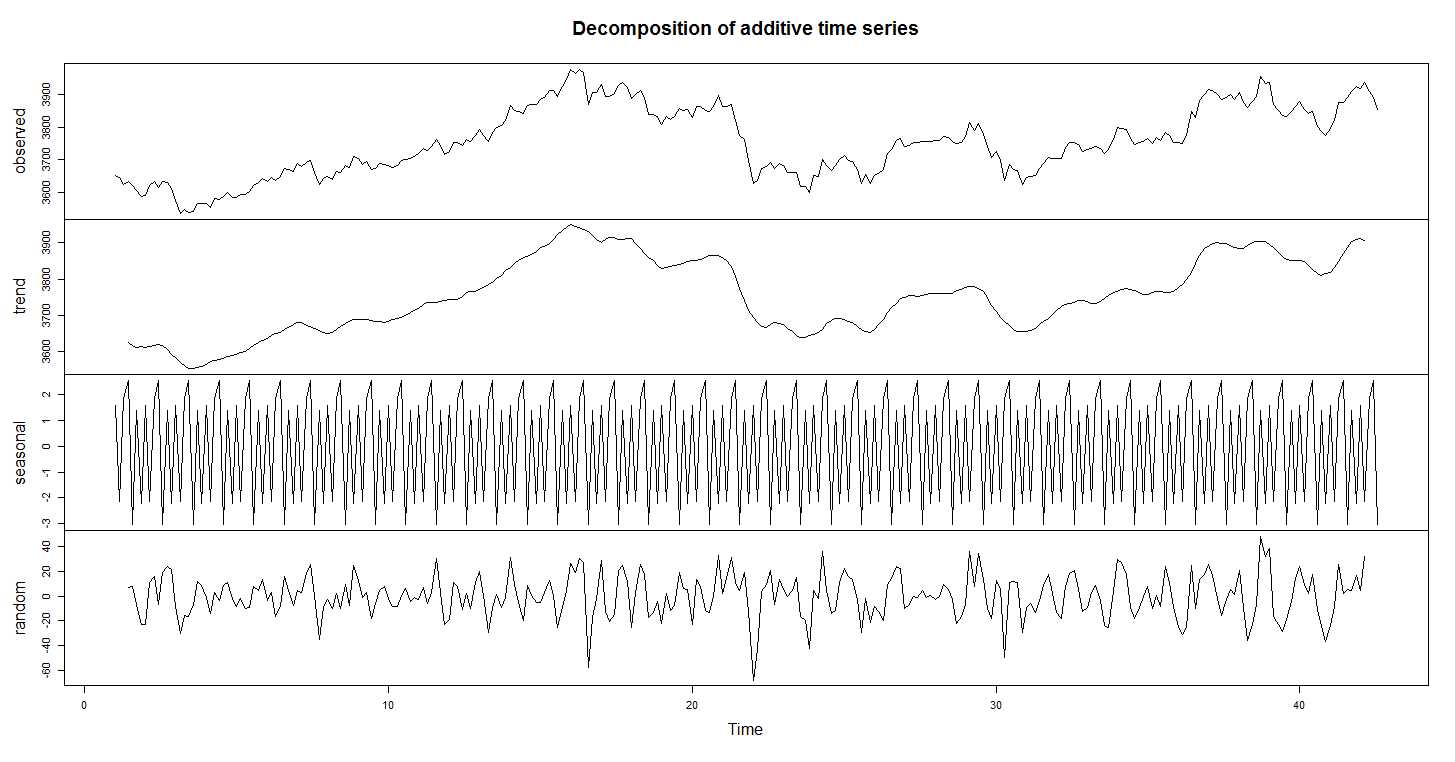 Decomposition of additive time series
observed
3600 3700 3800 3900
trend
3600 3700 3800 3900
seasonal
-3 -2 -1 0 1 2
random
-60 -40 -20 0 20 40
0 10 20 30 40
Time